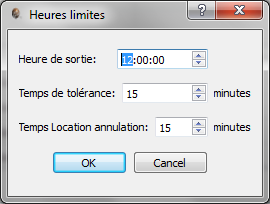 Heures limites
Heure de sortie: 12:00:00
Temps de tolérance: 15 minutes
Temps Location annulation: 15 minutes
OK Cancel